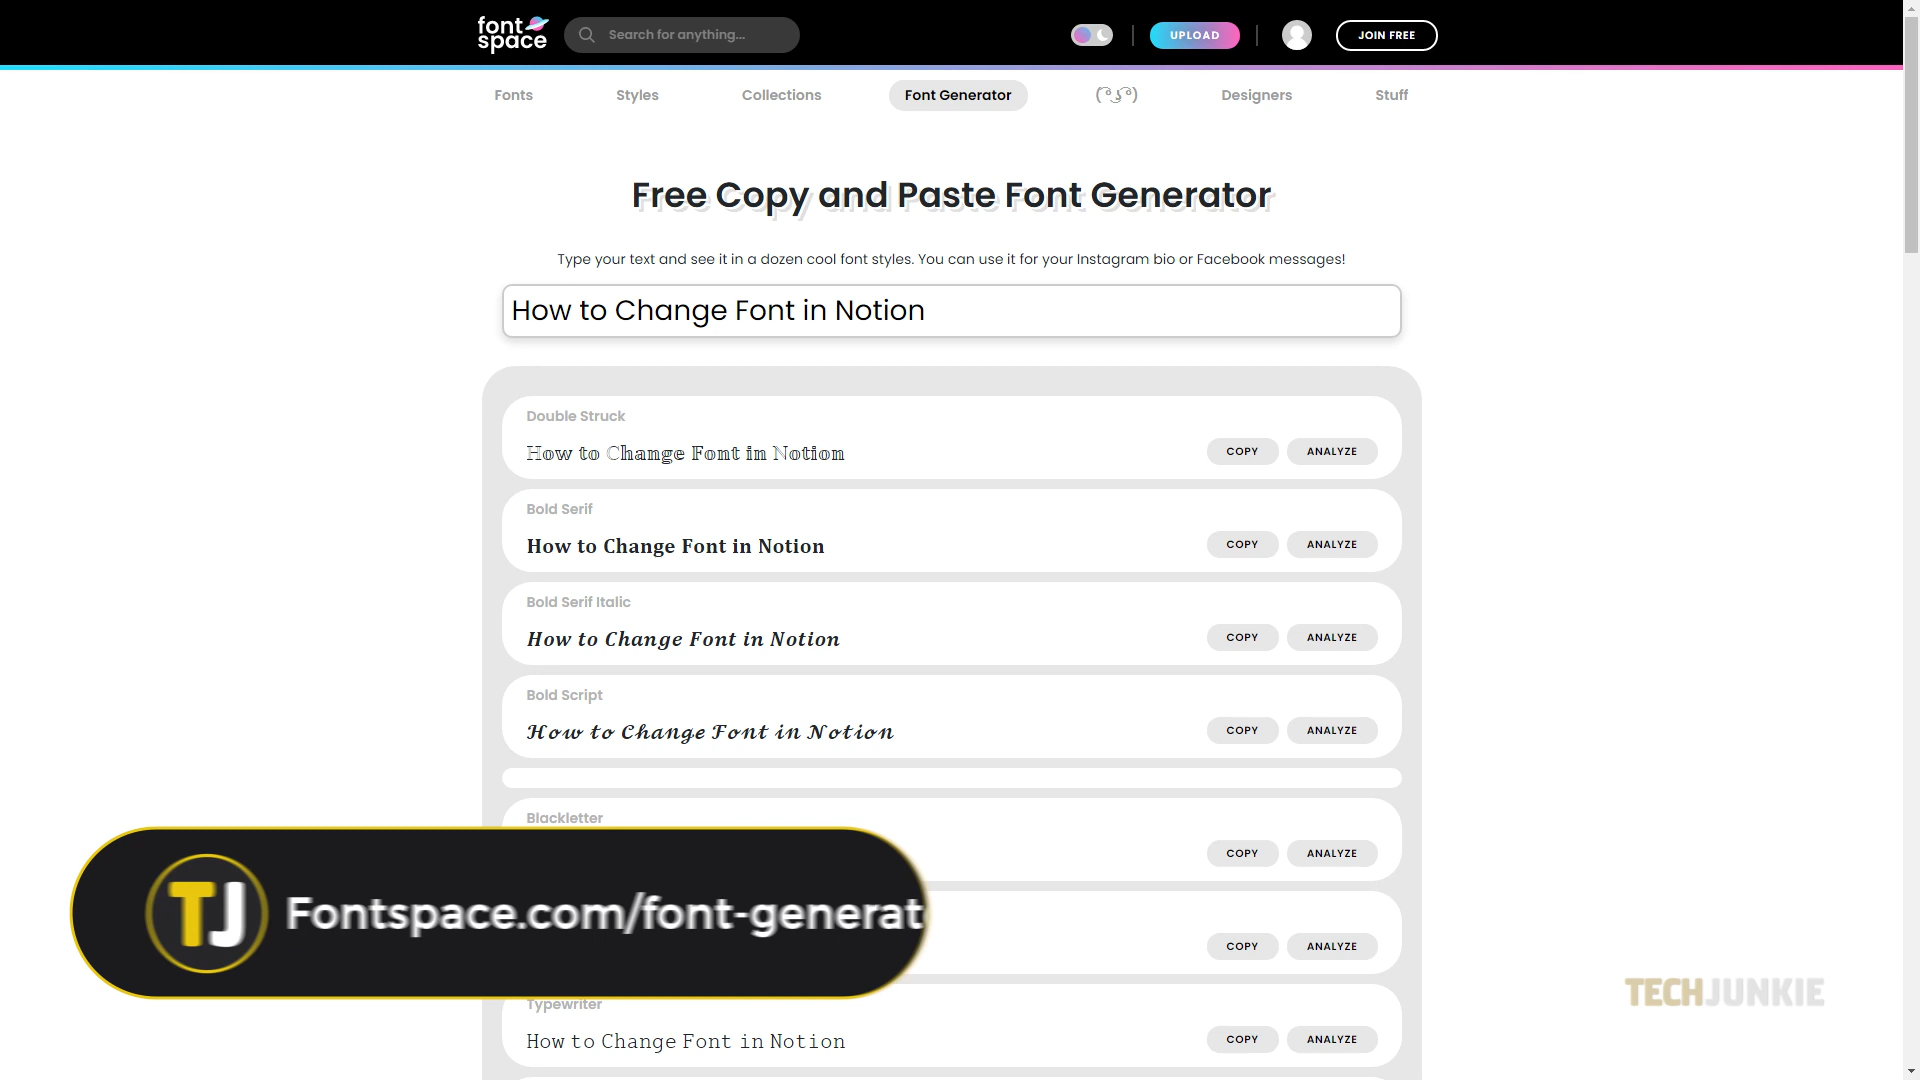 font
space
Search for anything...
UPLOAD
JOIN FREE
Fonts
Styles
Collections
Font Generator
( ͡° ͜ʖ ͡°)
Designers
Stuff
Free Copy and Paste Font Generator
Type your text and see it in a dozen cool font styles. You can use it for your Instagram bio or Facebook messages!
How to Change Font in Notion
Double Struck
ℍ𝕠𝕨 𝕥𝕠 ℂ𝕙𝕒𝕟𝕘𝕖 𝔽𝕠𝕟𝕥 𝕚𝕟 ℕ𝕠𝕥𝕚𝕠𝕟
COPY
ANALYZE
Bold Serif
𝐇𝐨𝐰 𝐭𝐨 𝐂𝐡𝐚𝐧𝐠𝐞 𝐅𝐨𝐧𝐭 𝐢𝐧 𝐍𝐨𝐭𝐢𝐨𝐧
COPY
ANALYZE
Bold Serif Italic
𝑯𝒐𝒘 𝒕𝒐 𝑪𝒉𝒂𝒏𝒈𝒆 𝑭𝒐𝒏𝒕 𝒊𝒏 𝑵𝒐𝒕𝒊𝒐𝒏
COPY
ANALYZE
Bold Script
𝓗𝓸𝔀 𝓽𝓸 𝓒𝓱𝓪𝓷𝓰𝓮 𝓕𝓸𝓷𝓽 𝓲𝓷 𝓝𝓸𝓽𝓲𝓸𝓷
COPY
ANALYZE
Blackletter
COPY
ANALYZE
TJ
Fontspace.com/font-generat
COPY
ANALYZE
TECHJUNKIE
Typewriter
𝙷𝚘𝚠 𝚝𝚘 𝙲𝚑𝚊𝚗𝚐𝚎 𝙵𝚘𝚗𝚝 𝚒𝚗 𝙽𝚘𝚝𝚒𝚘𝚗
COPY
ANALYZE